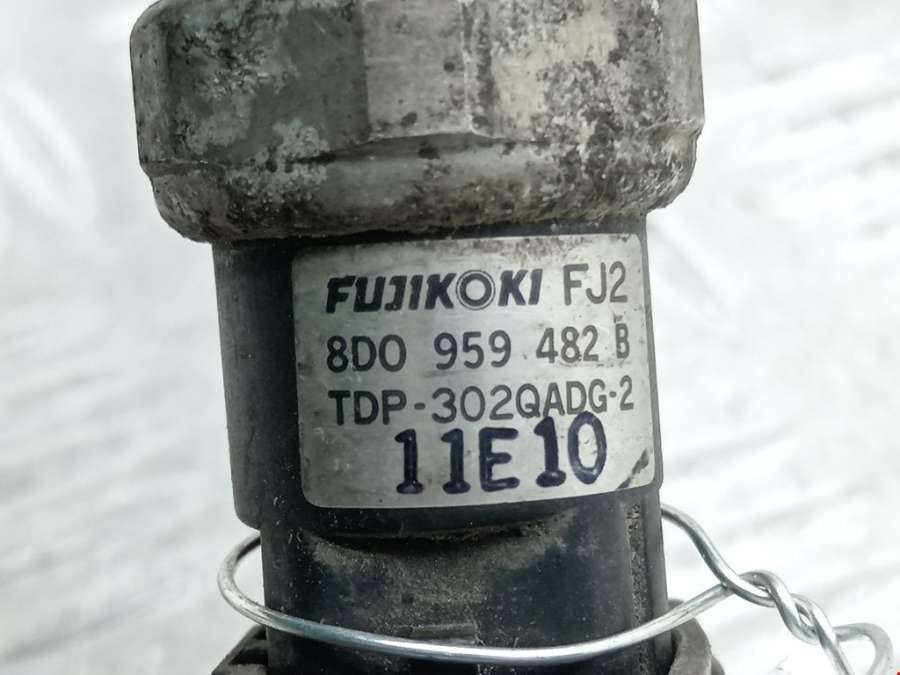 FUJIKOKI FJ2
8D0 959 482 B
TDP-302QADG-2
11E10